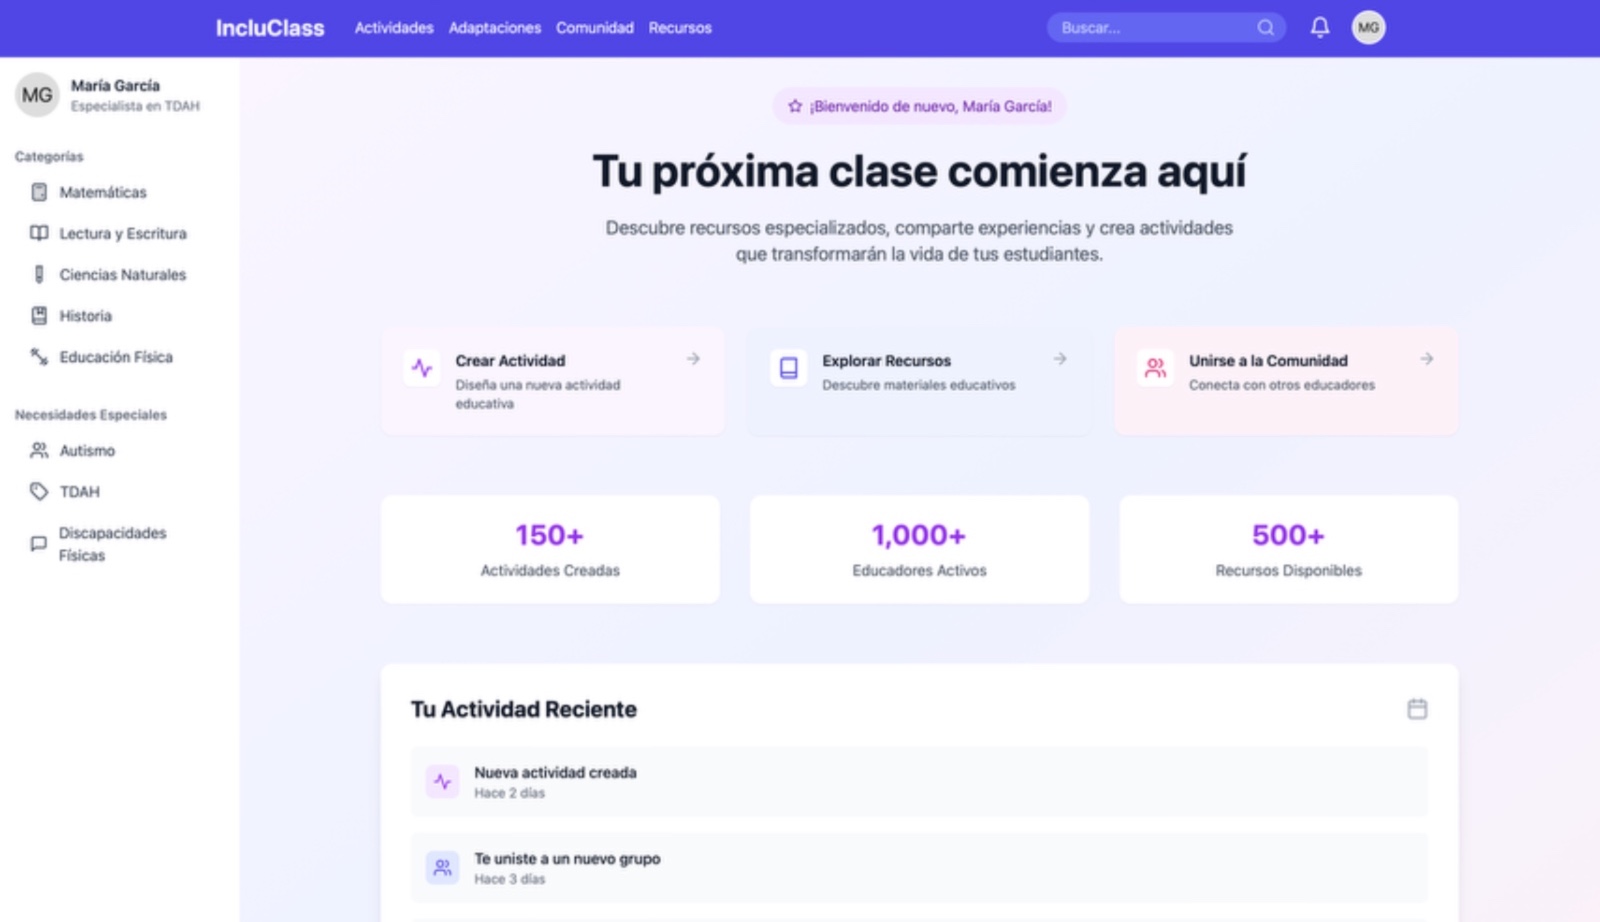 IncluClass
Actividades
Adaptaciones
Comunidad
Recursos
Buscar...
MG
MG
María García
Especialista en TDAH
Categorías
Matemáticas
Lectura y Escritura
Ciencias Naturales
Historia
Educación Física
Necesidades Especiales
Autismo
TDAH
Discapacidades
Físicas
¡Bienvenido de nuevo, María García!
Tu próxima clase comienza aquí
Descubre recursos especializados, comparte experiencias y crea actividades
que transformarán la vida de tus estudiantes.
Crear Actividad
Diseña una nueva actividad
educativa
Explorar Recursos
Descubre materiales educativos
Unirse a la Comunidad
Conecta con otros educadores
150+
Actividades Creadas
1,000+
Educadores Activos
500+
Recursos Disponibles
Tu Actividad Reciente
Nueva actividad creada
Hace 2 días
Te uniste a un nuevo grupo
Hace 3 días